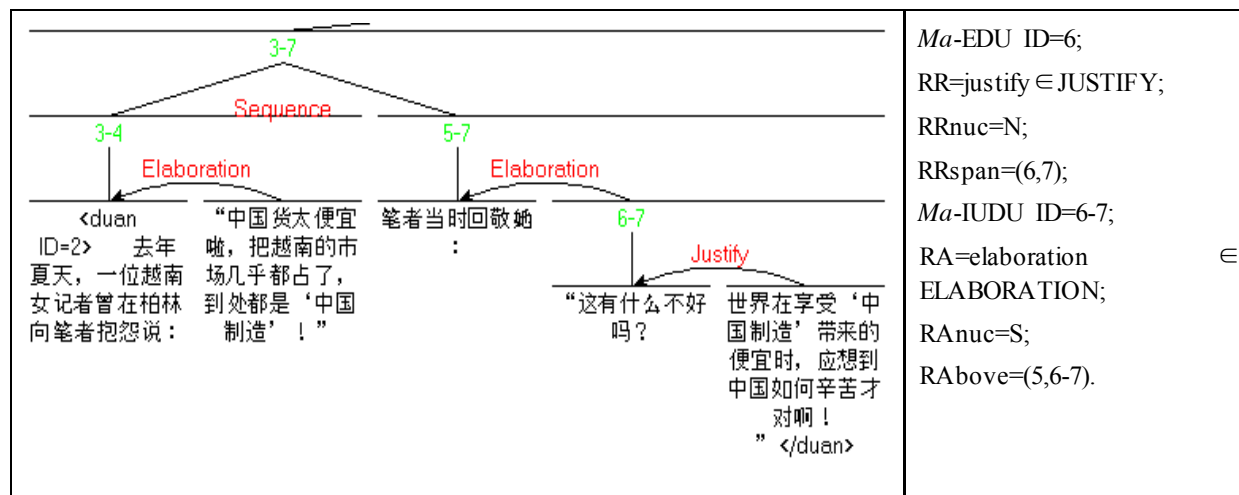 3-7
Sequence
3-4
5-7
Elaboration
Elaboration
<duan
ID=2> 去年
夏天，一位越南
女记者曾在柏林
向笔者抱怨说：
“中国货太便宜
啦，把越南的市
场几乎都占了，
到处都是‘中国
制造’！”
笔者当时回敬
：
6-7
Justify
“这有什么不好
吗？
世界在享受‘中
国制造’带来的
便宜时，应想到
中国如何辛苦才
对啊！
”</duan>
Ma-EDU ID=6;
RR=justify∈JUSTIFY;
RRnuc=N;
RRspan=(6,7);
Ma-IUDU ID=6-7;
RA=elaboration ∈
ELABORATION;
RAnuc=S;
RAbove=(5,6-7).